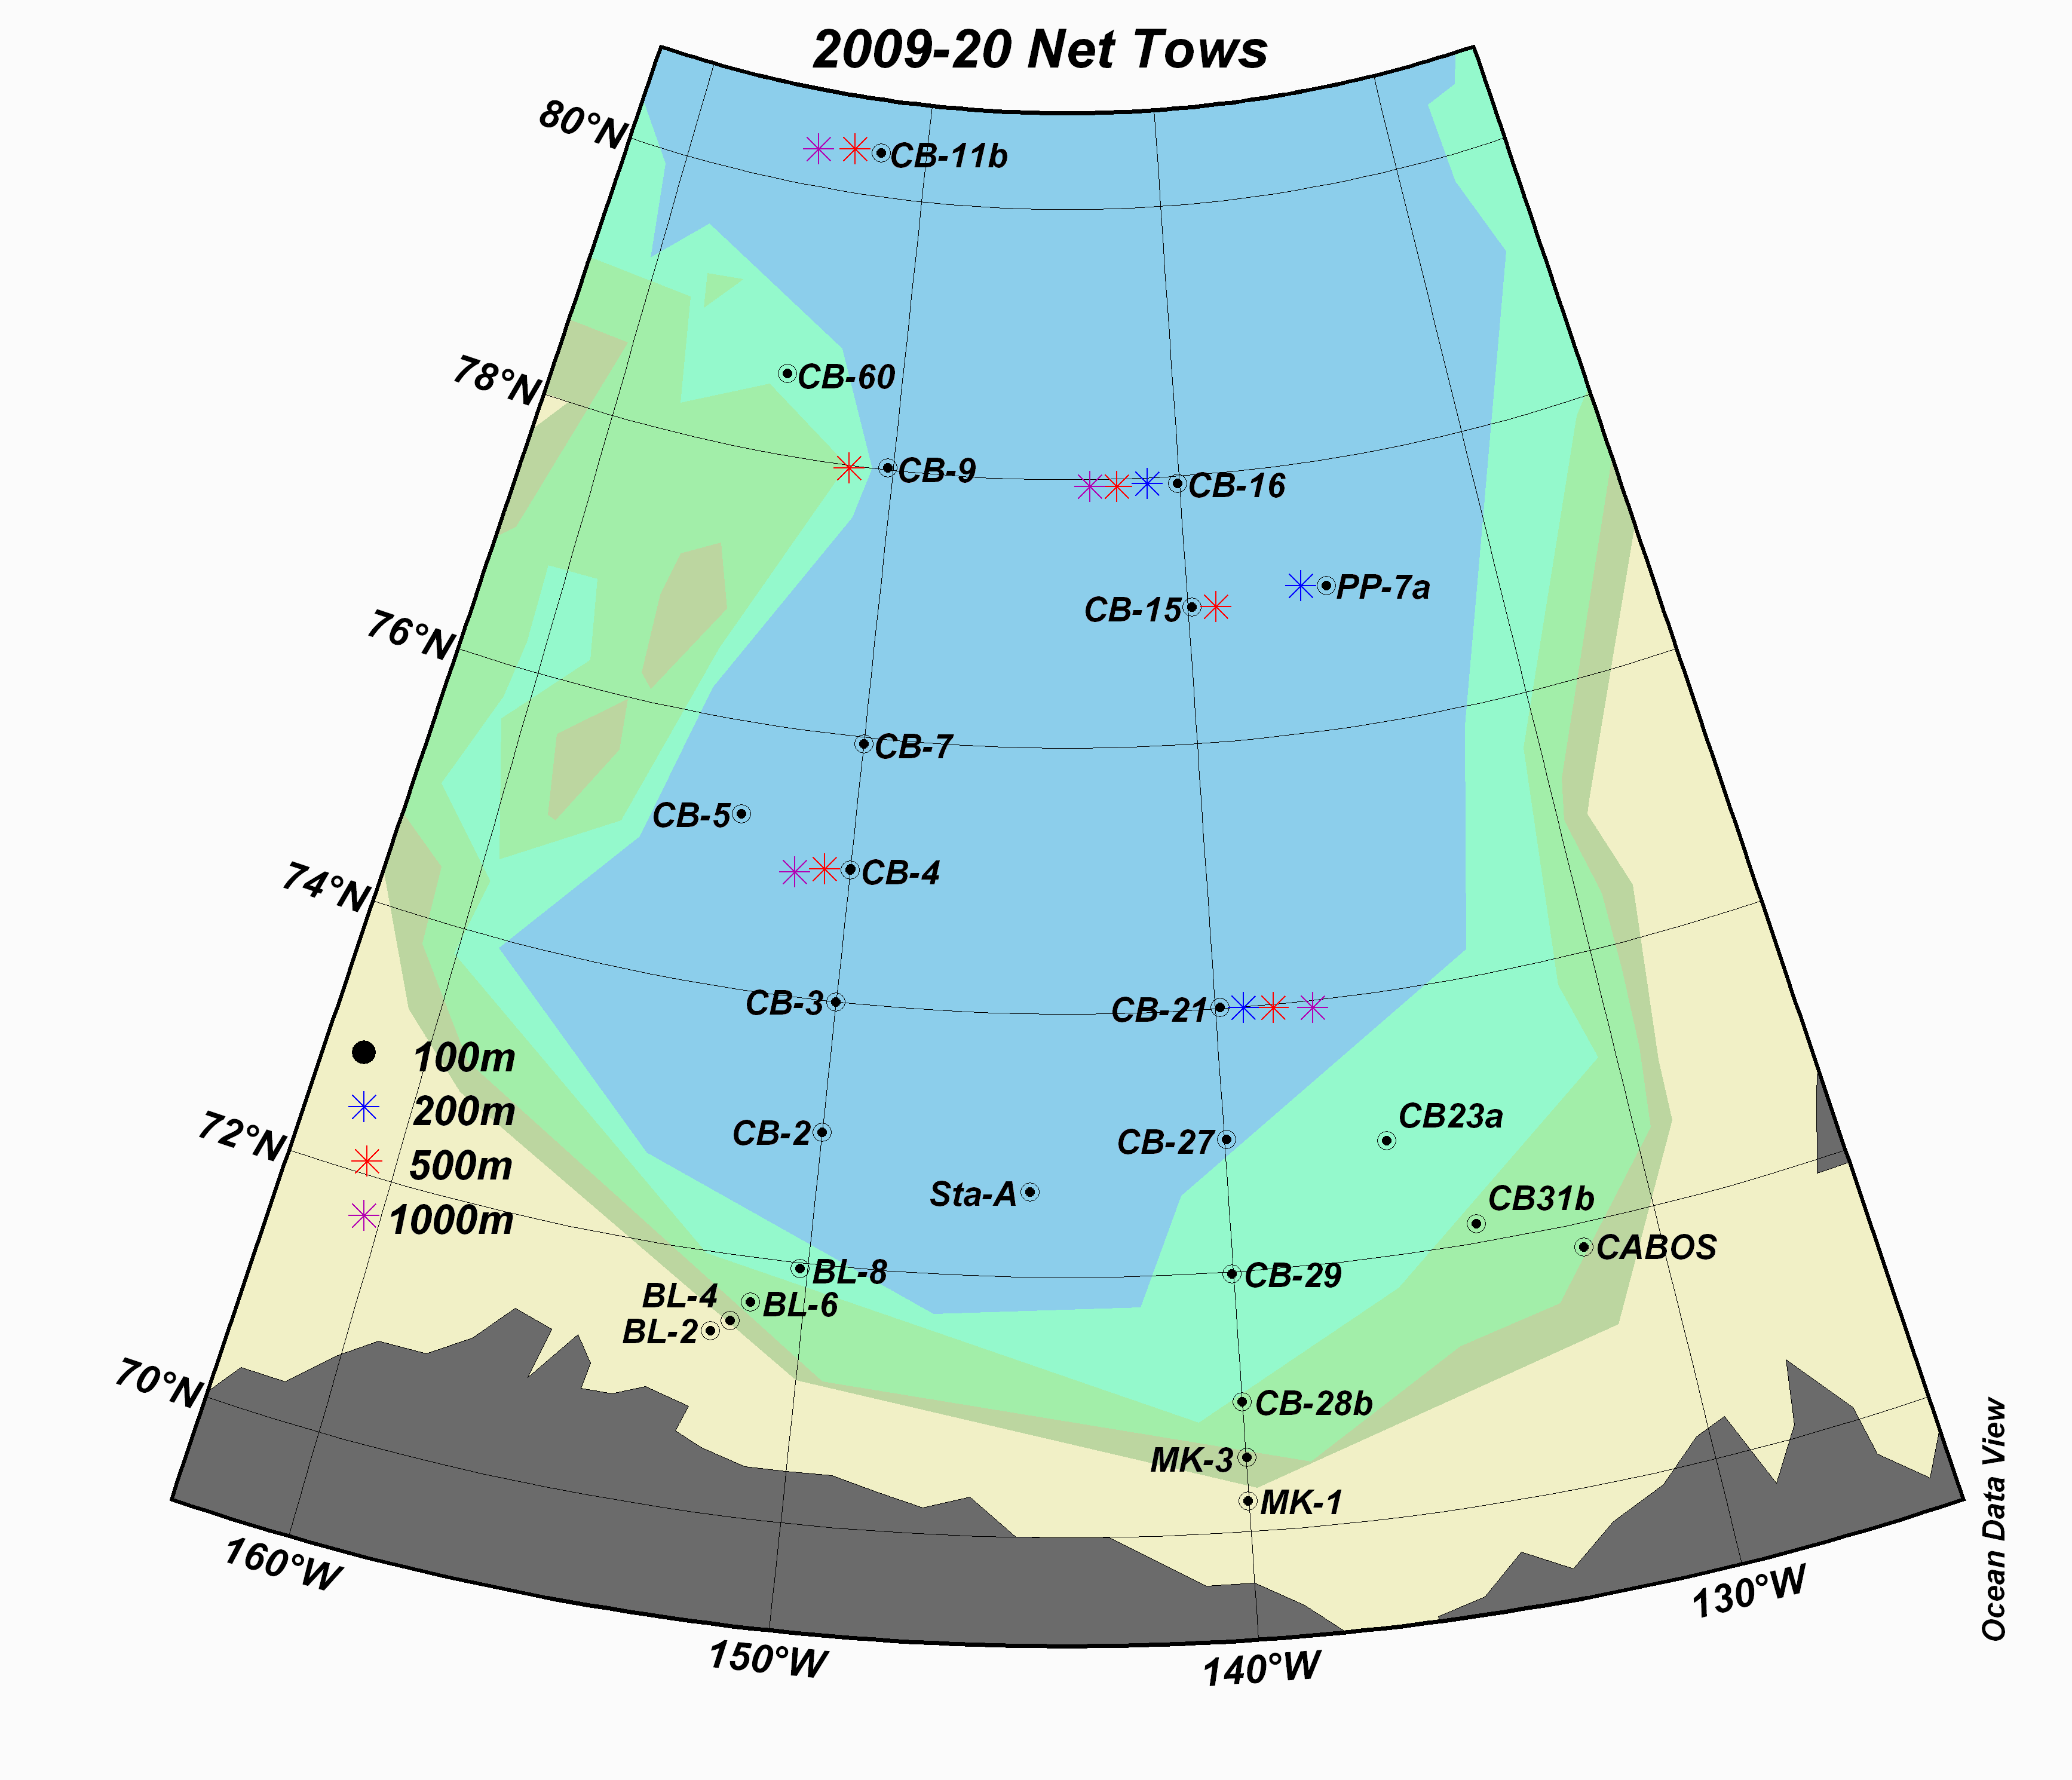 2009-20 Net Tows
80°N
CB-11b
78°N
CB-60
CB-9
CB-16
76°N
CB-15
PP-7a
CB-7
CB-5
74°N
CB-4
CB-3
CB-21
100m
200m
500m
1000m
72°N
CB-2
CB-27
CB23a
Sta-A
CB31b
CABOS
BL-8
CB-29
BL-4
BL-6
BL-2
70°N
CB-28b
MK-3
MK-1
160°W
150°W
140°W
130°W
Ocean Data View